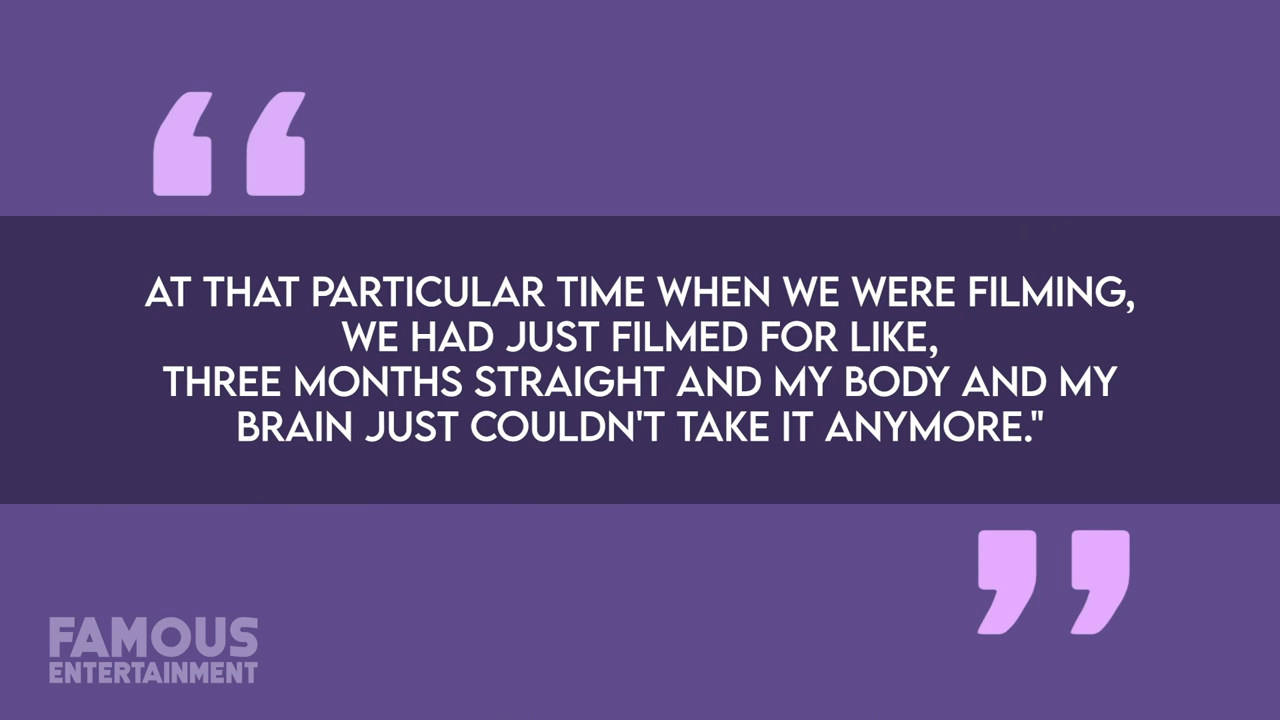 AT THAT PARTICULAR TIME WHEN WE WERE FILMING,
WE HAD JUST FILMED FOR LIKE,
THREE MONTHS STRAIGHT AND MY BODY AND MY
BRAIN JUST COULDN'T TAKE IT ANYMORE."
FAMOUS
ENTERTAINMENT